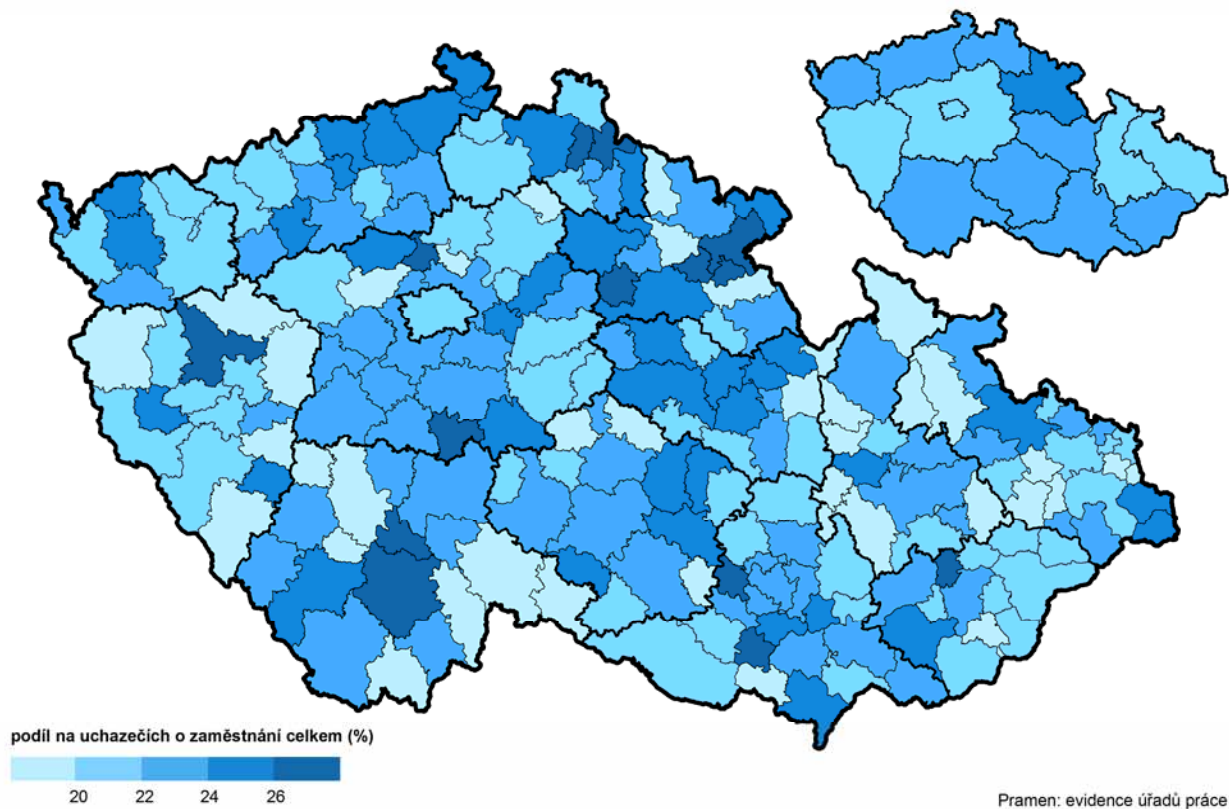 podíl na uchazečích o zaměstnání celkem (%)
20 22 24 26
Pramen: evidence úřadů práce